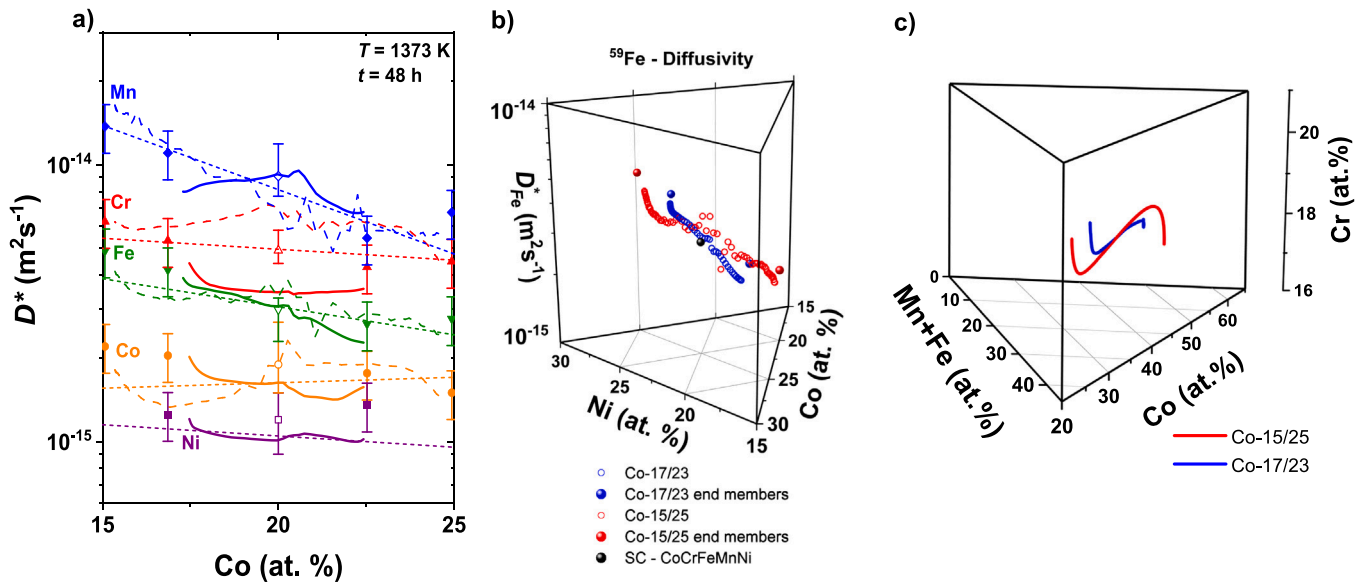 a)
T = 1373 K
t = 48 h
Mn
Cr
Fe
Co
Ni
10⁻¹⁴
10⁻¹⁵
D* (m²s⁻¹)
15
20
25
Co (at. %)
b)
⁵⁹Fe - Diffusivity
10⁻¹⁴
D*Fe (m²s⁻¹)
10⁻¹⁵
30
25
20
15
Ni (at. %)
15
20
25
30
Co (at. %)
Co-17/23
Co-17/23 end members
Co-15/25
Co-15/25 end members
SC - CoCrFeMnNi
c)
20
19
18
17
16
Cr (at.%)
0
10
20
30
40
Mn+Fe (at.%)
20
30
40
50
60
Co (at.%)
Co-15/25
Co-17/23